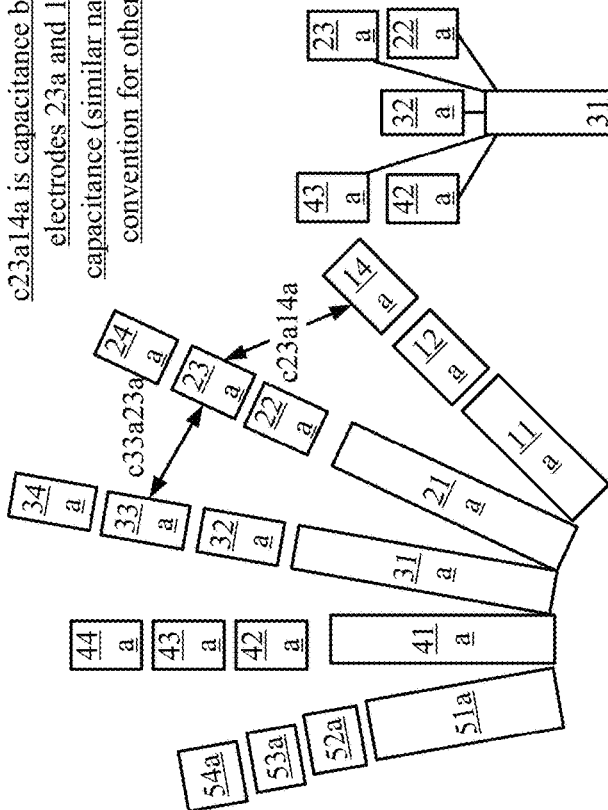 c23a14a is capacitance b
electrodes 23a and 1
capacitance (similar na
convention for other
54a
53a
52a
51a
44
a
43
a
42
a
41
a
34
a
33
a
32
a
31
a
c33a23a
24
a
23
a
22
a
21
a
c23a14a
14
a
12
a
11
a
43
a
42
a
32
a
23
a
22
a
31